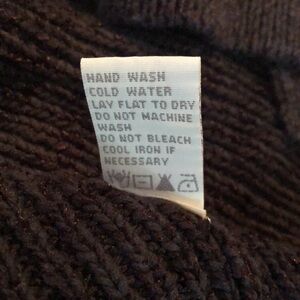 HAND WASH
COLD WATER
LAY FLAT TO DRY
DO NOT MACHINE
WASH
DO NOT BLEACH
COOL IRON IF
NECESSARY